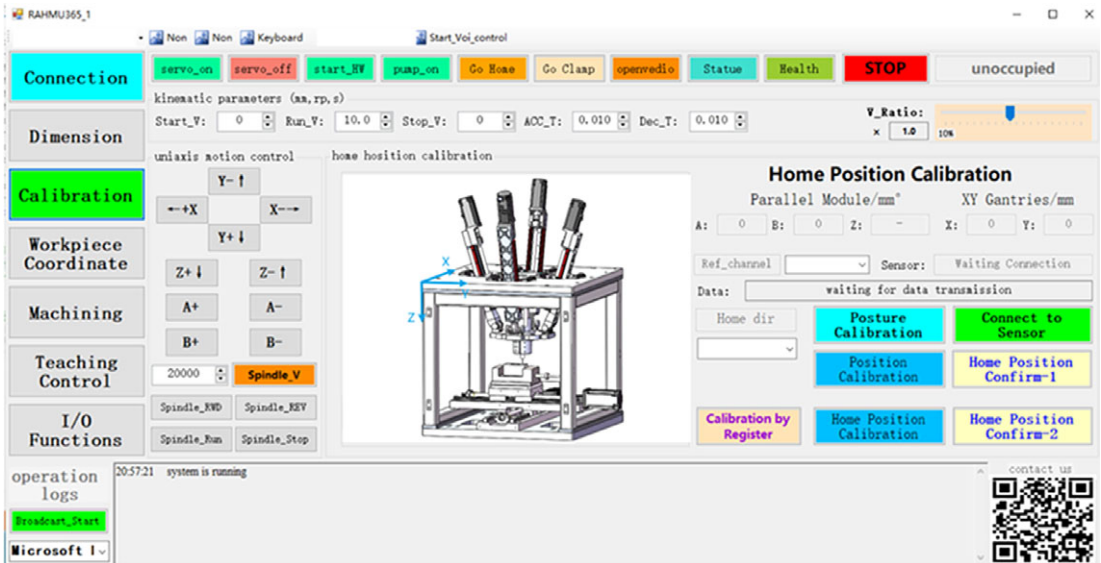 RAHMU365_1
Non Non Keyboard Start_Voi_control
Connection servo_on servo_off start_HW pump_on Go Home Go Clamp openvedio Statue Health STOP unoccupied
kinematic parameters (mm, rp, s)
Start_V: 0 Run_V: 10.0 Stop_V: 0 ACC_T: 0.010 Dec_T: 0.010 V_Ratio:
× 1.0 10%
Dimension
uniaxis motion control
home hosition calibration
Home Position Calibration
Y- ↑
Parallel Module/mm° XY Gantries/mm
Calibration
←+X X-→
A: 0 B: 0 Z: - X: 0 Y: 0
Y+ ↓
Workpiece
Coordinate
X
Y
Z
Z+ ↓ Z- ↑
Ref_channel Sensor: Waiting Connection
Data: waiting for data transmission
Machining
A+ A-
Home dir
Posture
Calibration
Connect to
Sensor
B+ B-
Teaching
Control
20000 Spindle_V
Position
Calibration
Home Position
Confirm-1
I/O
Functions
Spindle_RWD Spindle_REV
Spindle_Run Spindle_Stop
Calibration by
Register
Home Position
Calibration
Home Position
Confirm-2
operation
logs
20:57:21 system is running
contact us
Broadcart_Start
Microsoft